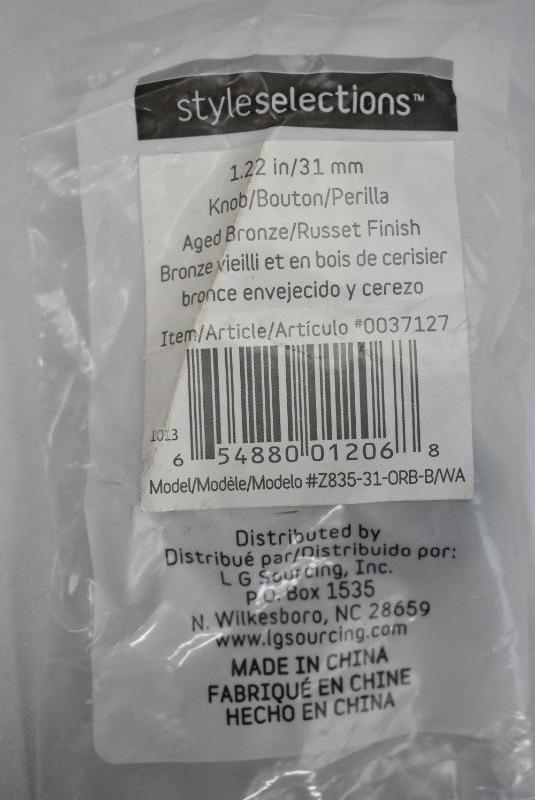 styleselections™
1.22 in/31 mm
Knob/Bouton/Perilla
Aged Bronze/Russet Finish
Bronze vieilli et en bois de cerisier
bronce envejecido y cerezo
Item/Article/Artículo #0037127
1013
6 54880 01206 8
Model/Modèle/Modelo #Z835-31-ORB-B/WA
Distributed by
Distribué par/Distribuido por:
L G Sourcing, Inc.
P.O. Box 1535
N. Wilkesboro, NC 28659
www.lgsourcing.com
MADE IN CHINA
FABRIQUÉ EN CHINE
HECHO EN CHINA